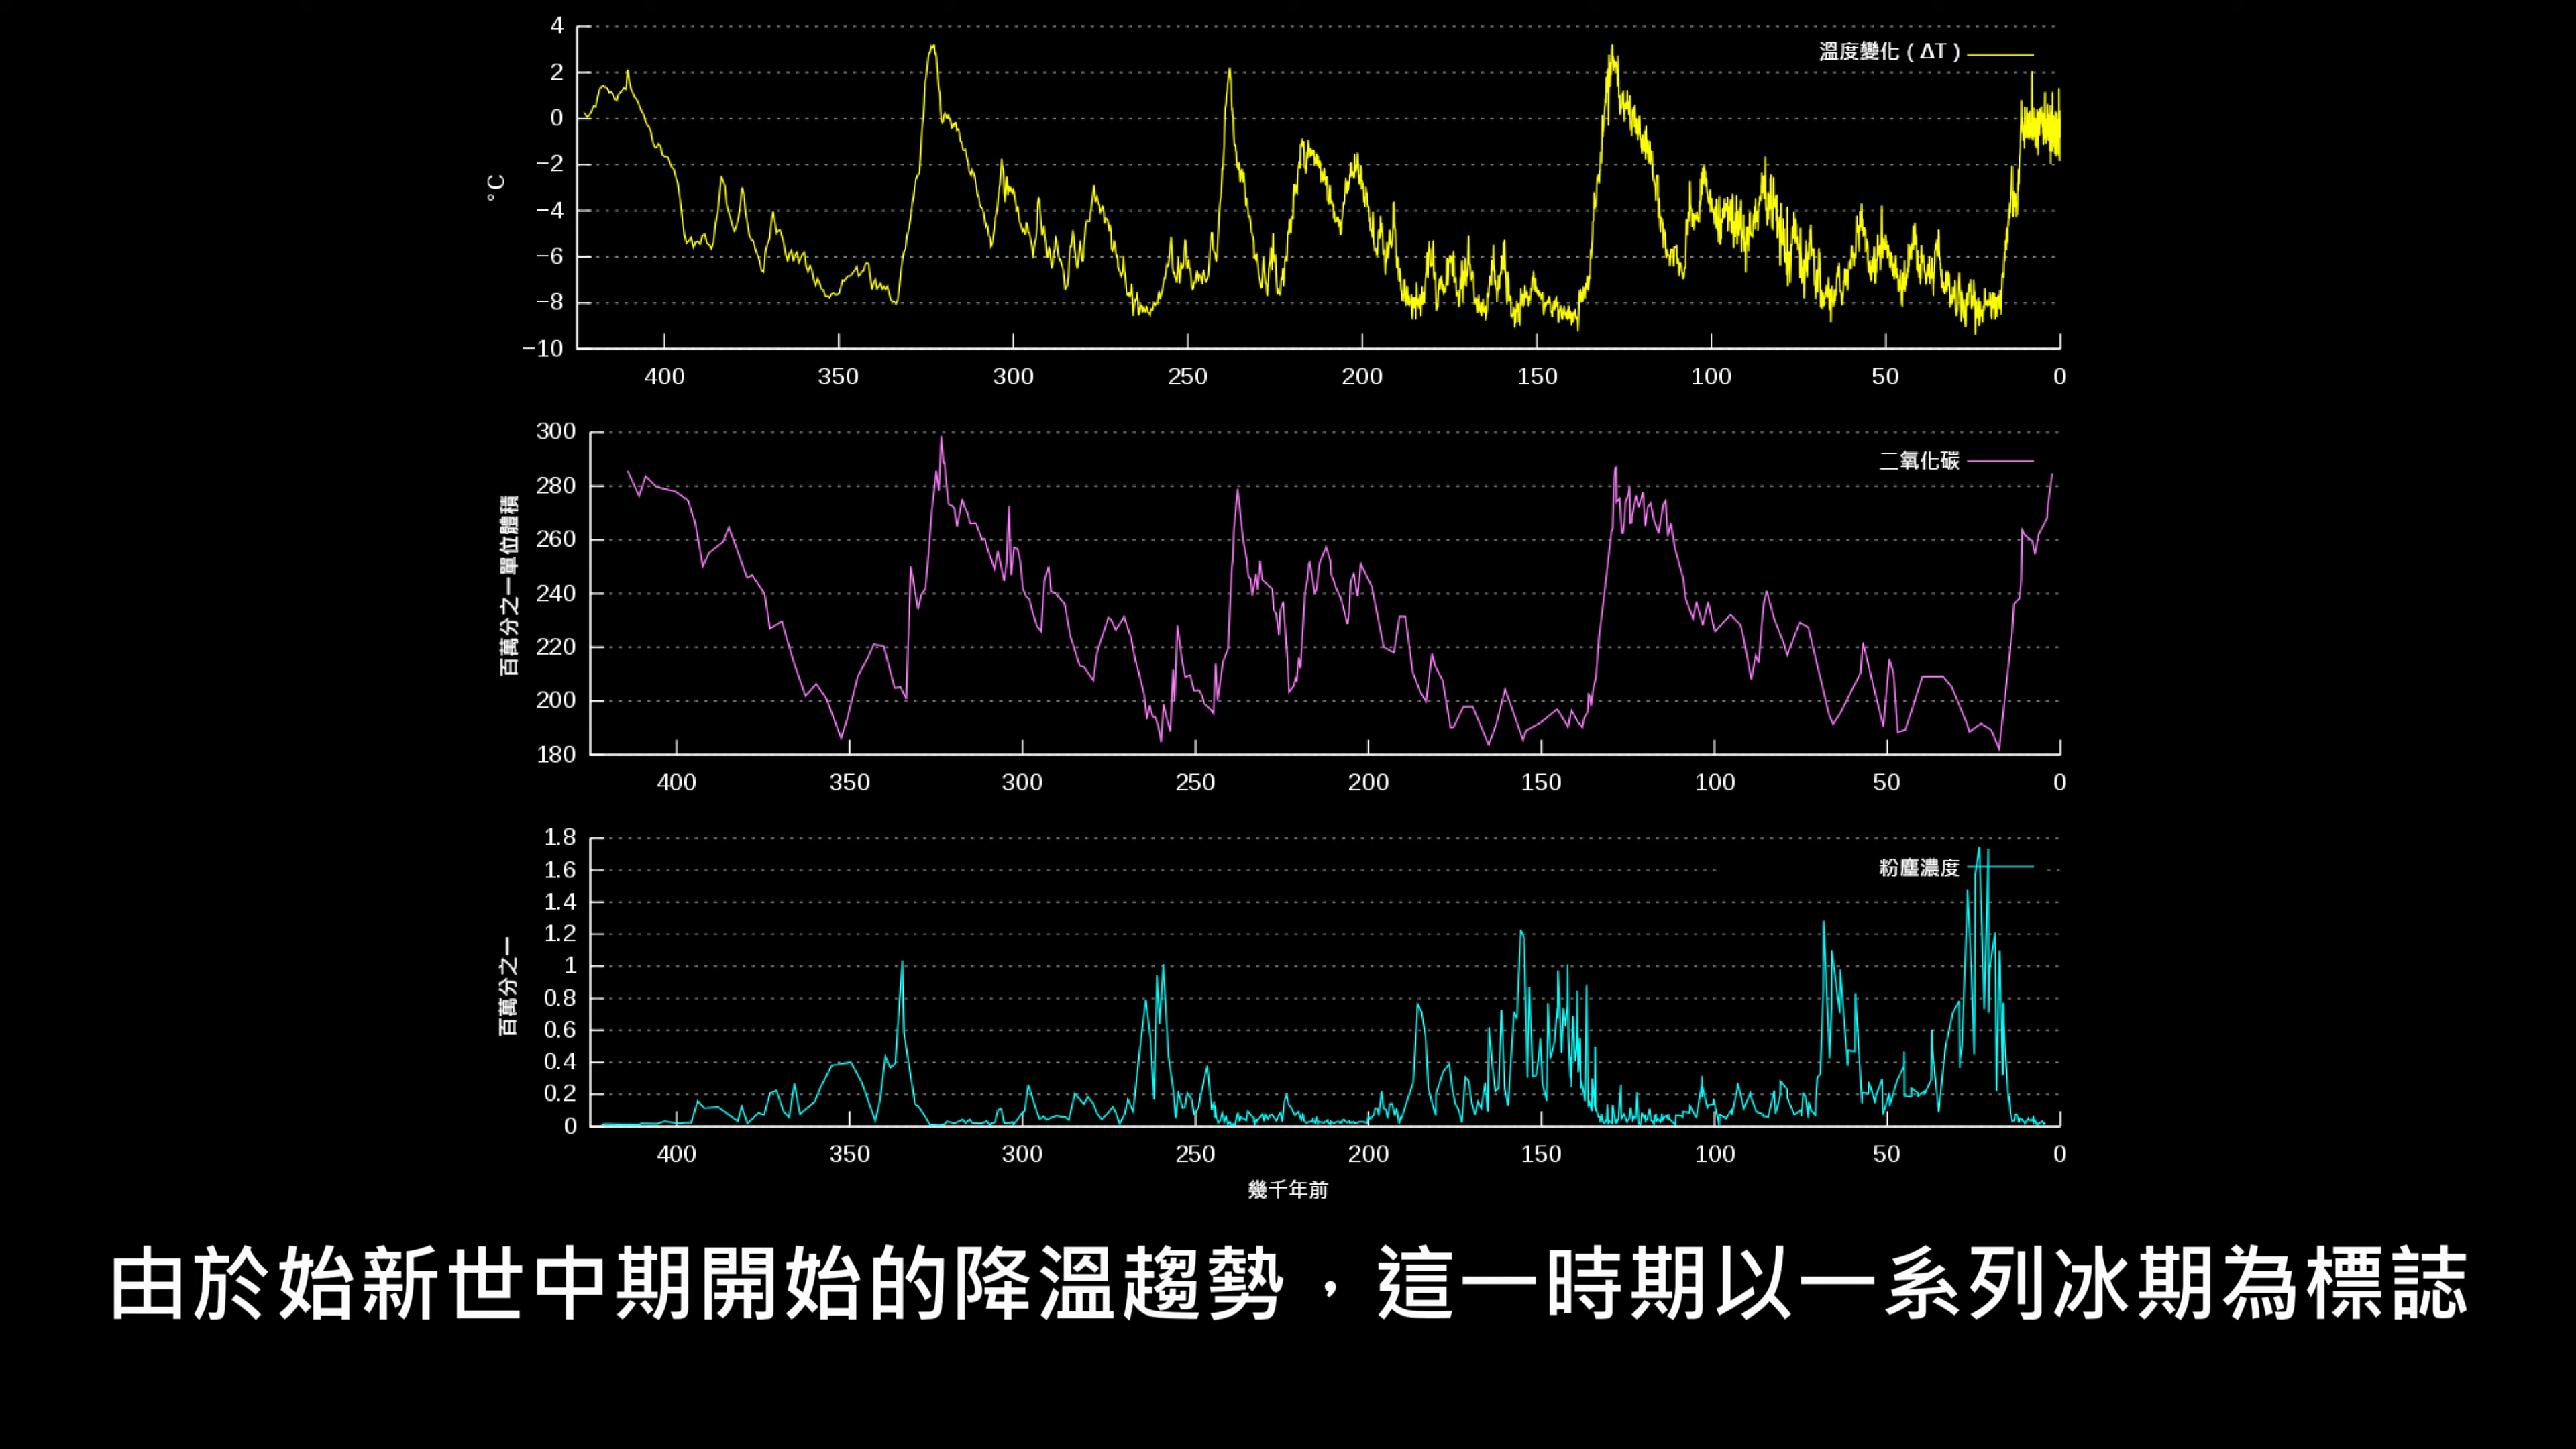 4
2
0
−2
−4
−6
−8
−10
°C
溫度變化 ( ΔT )
400 350 300 250 200 150 100 50 0
300
280
260
240
220
200
180
百萬分之一單位體積
二氧化碳
400 350 300 250 200 150 100 50 0
1.8
1.6
1.4
1.2
1
0.8
0.6
0.4
0.2
0
百萬分之一
粉塵濃度
400 350 300 250 200 150 100 50 0
幾千年前
由於始新世中期開始的降溫趨勢，這一時期以一系列冰期為標誌